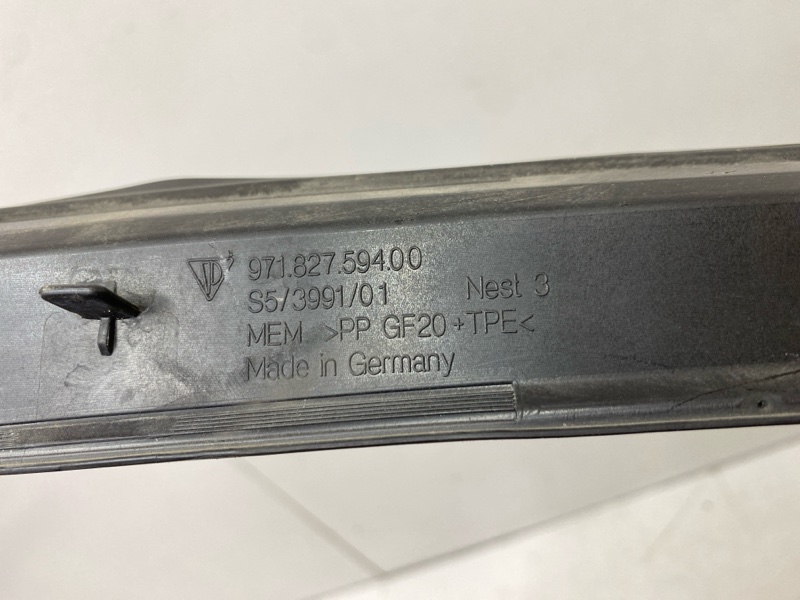 971.827.594.00
S5/3991/01 Nest 3
MEM >PP GF20+TPE<
Made in Germany